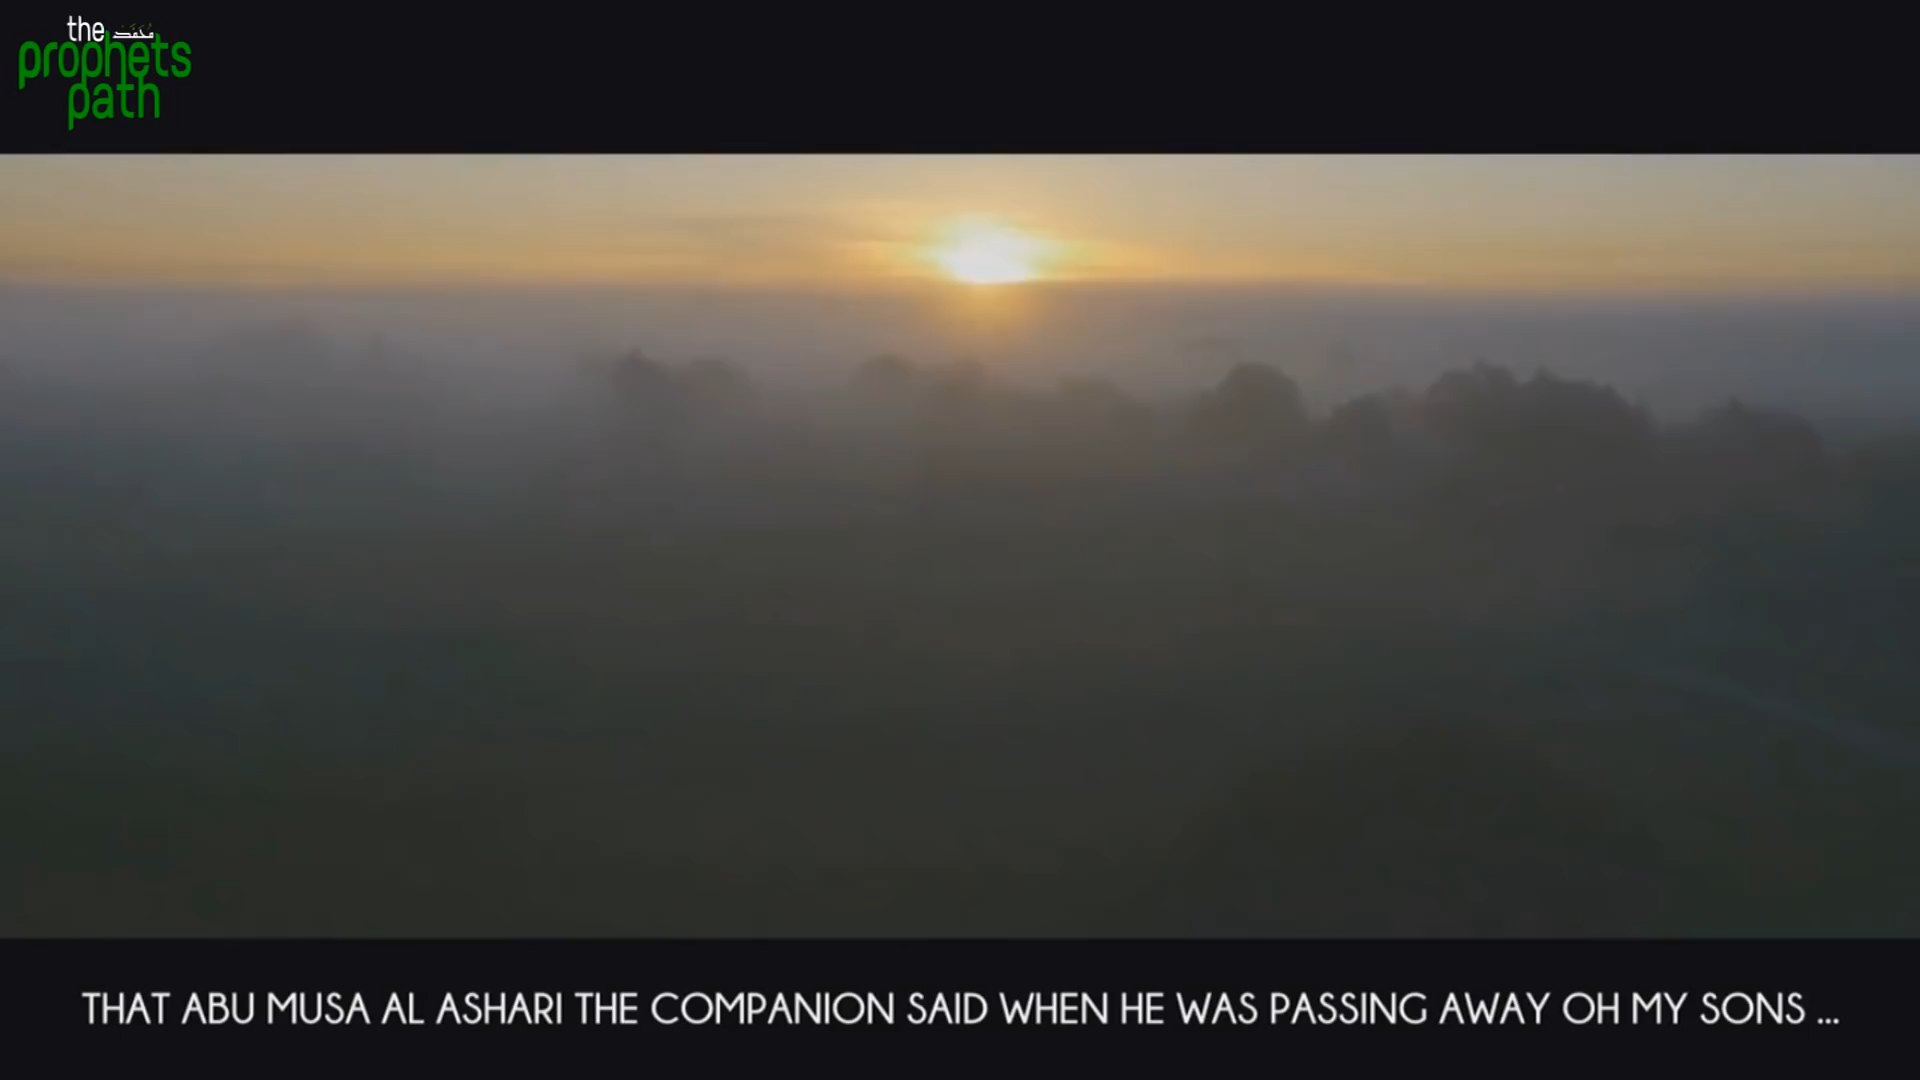 the مُحَمَّد
prophets
path
THAT ABU MUSA AL ASHARI THE COMPANION SAID WHEN HE WAS PASSING AWAY OH MY SONS ...